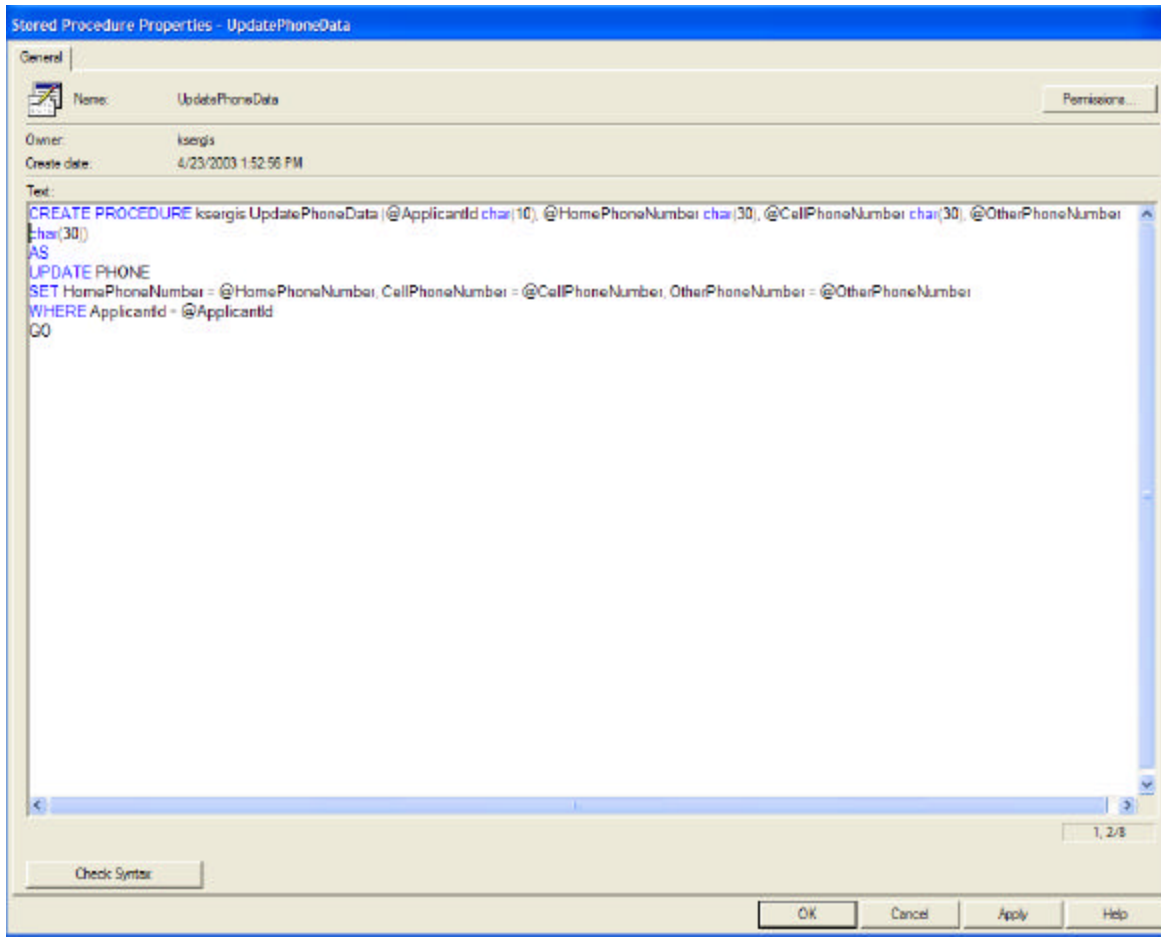 Stored Procedure Properties - UpdatePhoneData
General
Name: UpdatePhoneData Permissions...
Owner: ksergis
Create date: 4/23/2003 1:52:56 PM
Text:
CREATE PROCEDURE ksergis.UpdatePhoneData (@ApplicantId char(10), @HomePhoneNumber char(30), @CellPhoneNumber char(30), @OtherPhoneNumber
char(30))
AS
UPDATE PHONE
SET HomePhoneNumber = @HomePhoneNumber, CellPhoneNumber = @CellPhoneNumber, OtherPhoneNumber = @OtherPhoneNumber
WHERE ApplicantId = @ApplicantId
GO
1, 2/8
Check Syntax
OK Cancel Apply Help